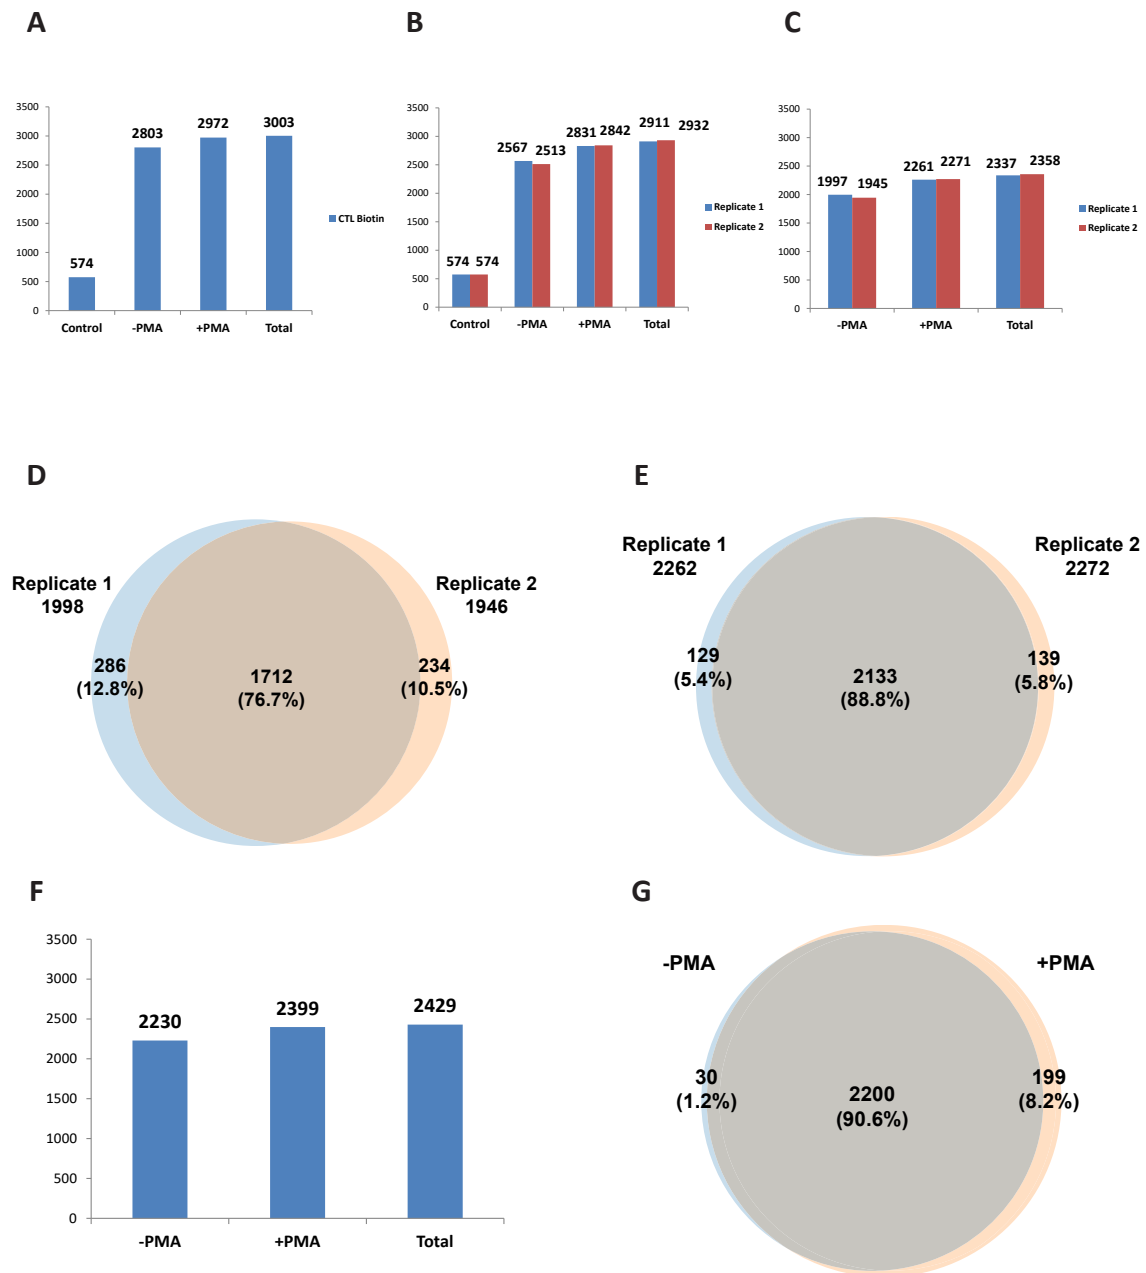 A
B
C
3500
3000
2500
2000
1500
1000
500
0
574
2803
2972
3003
Control
-PMA
+PMA
Total
CTL Biotin
3500
3000
2500
2000
1500
1000
500
0
574 574
2567 2513
2831 2842
2911 2932
Control
-PMA
+PMA
Total
Replicate 1
Replicate 2
3500
3000
2500
2000
1500
1000
500
0
1997 1945
2261 2271
2337 2358
-PMA
+PMA
Total
Replicate 1
Replicate 2
D
Replicate 1
1998
Replicate 2
1946
286
(12.8%)
1712
(76.7%)
234
(10.5%)
E
Replicate 1
2262
Replicate 2
2272
129
(5.4%)
2133
(88.8%)
139
(5.8%)
F
3500
3000
2500
2000
1500
1000
500
0
2230
2399
2429
-PMA
+PMA
Total
G
-PMA
+PMA
30
(1.2%)
2200
(90.6%)
199
(8.2%)